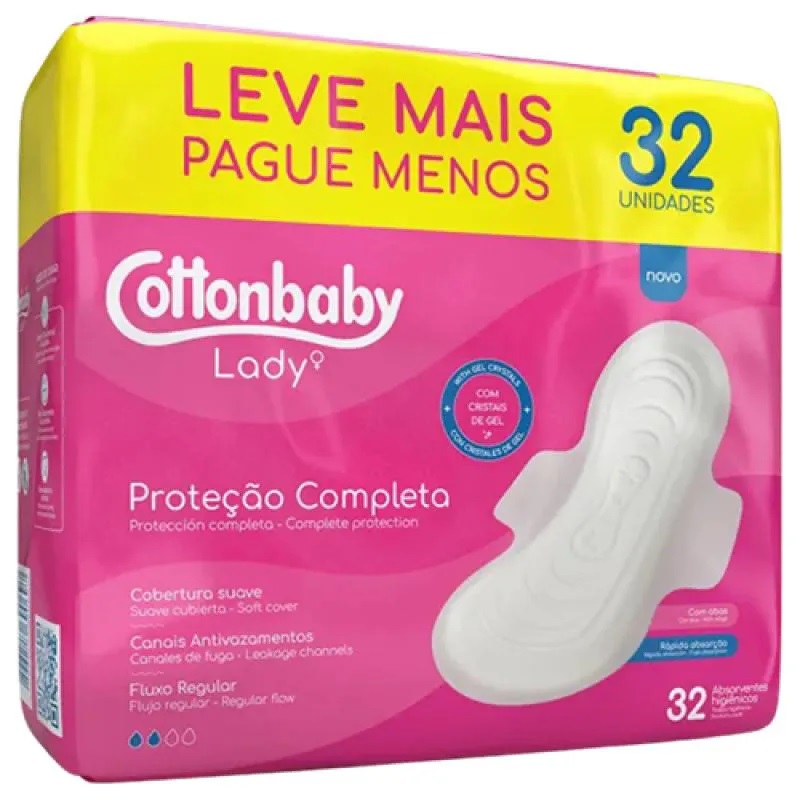 LEVE MAIS
PAGUE MENOS
32
UNIDADES
novo
Cottonbaby
Lady♀
WITH GEL CRYSTALS
COM
CRISTAIS
DE GEL
CON CRISTALES DE GEL
Proteção Completa
Protección completa - Complete protection
Cobertura suave
Suave cubierta - Soft cover
Canais Antivazamentos
Canales de fuga - Leakage channels
Fluxo Regular
Flujo regular - Regular flow
Com abas
Rápida absorção
32 Absorventes
higiênicos